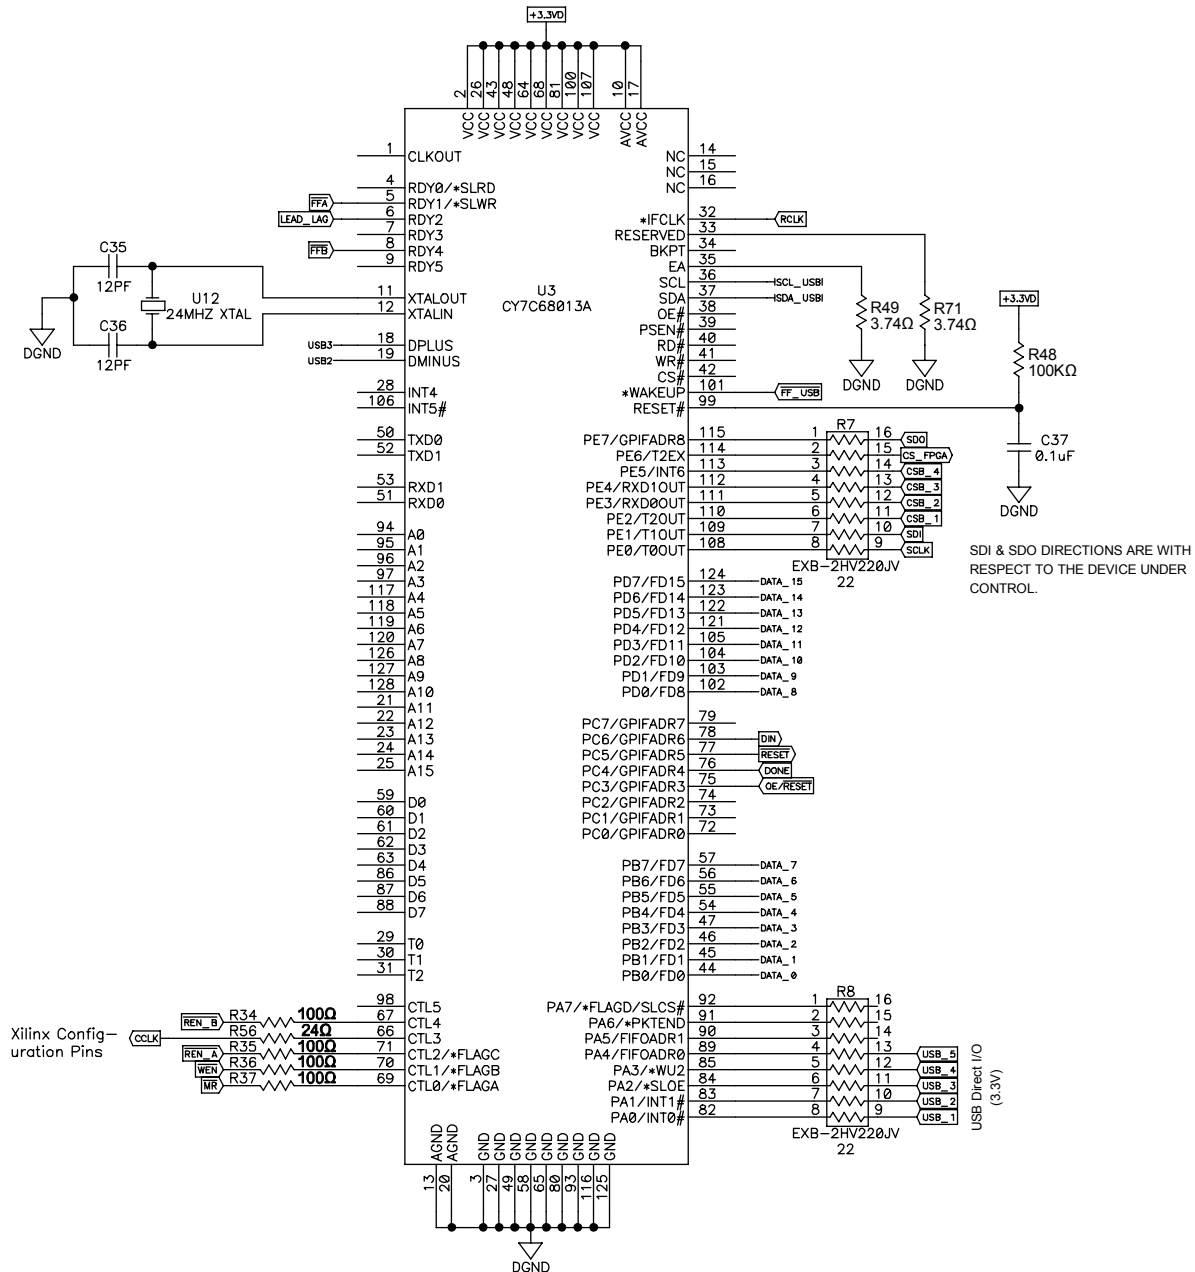 +3.3VD
2 26 43 48 64 68 81 100 107 10 17
VCC VCC VCC VCC VCC VCC VCC VCC VCC AVCC AVCC
U3
CY7C68013A
1 CLKOUT
4 RDY0/*SLRD
FFA 5 RDY1/*SLWR
LEAD_LAG 6 RDY2
7 RDY3
FFB 8 RDY4
9 RDY5
C35
12PF
U12
24MHZ XTAL
C36
12PF
DGND
11 XTALOUT
12 XTALIN
USB3 18 DPLUS
USB2 19 DMINUS
28 INT4
106 INT5#
50 TXD0
52 TXD1
53 RXD1
51 RXD0
94 A0
95 A1
96 A2
97 A3
117 A4
118 A5
119 A6
120 A7
126 A8
127 A9
128 A10
21 A11
22 A12
23 A13
24 A14
25 A15
59 D0
60 D1
61 D2
62 D3
63 D4
86 D5
87 D6
88 D7
29 T0
30 T1
31 T2
98 CTL5
REN_B R34 100Ω 67 CTL4
CCLK R56 24Ω 66 CTL3
REN_A R35 100Ω 71 CTL2/*FLAGC
WEN R36 100Ω 70 CTL1/*FLAGB
MR R37 100Ω 69 CTL0/*FLAGA
Xilinx Config-
uration Pins
NC 14
NC 15
NC 16
*IFCLK 32 RCLK
RESERVED 33
BKPT 34
EA 35
SCL 36 ISCL_USBI
SDA 37 ISDA_USBI
OE# 38
PSEN# 39
RD# 40
WR# 41
CS# 42
*WAKEUP 101 FF_USB
RESET# 99
R49
3.74Ω
DGND
R71
3.74Ω
DGND
+3.3VD
R48
100KΩ
C37
0.1uF
DGND
R7
PE7/GPIFADR8 115 1 16 SDO
PE6/T2EX 114 2 15 CS_FPGA
PE5/INT6 113 3 14 CSB_4
PE4/RXD1OUT 112 4 13 CSB_3
PE3/RXD0OUT 111 5 12 CSB_2
PE2/T2OUT 110 6 11 CSB_1
PE1/T1OUT 109 7 10 SDI
PE0/T0OUT 108 8 9 SCLK
EXB-2HV220JV
22
SDI & SDO DIRECTIONS ARE WITH
RESPECT TO THE DEVICE UNDER
CONTROL.
PD7/FD15 124 DATA_15
PD6/FD14 123 DATA_14
PD5/FD13 122 DATA_13
PD4/FD12 121 DATA_12
PD3/FD11 105 DATA_11
PD2/FD10 104 DATA_10
PD1/FD9 103 DATA_9
PD0/FD8 102 DATA_8
PC7/GPIFADR7 79
PC6/GPIFADR6 78 DIN
PC5/GPIFADR5 77 RESET
PC4/GPIFADR4 76 DONE
PC3/GPIFADR3 75 OE/RESET
PC2/GPIFADR2 74
PC1/GPIFADR1 73
PC0/GPIFADR0 72
PB7/FD7 57 DATA_7
PB6/FD6 56 DATA_6
PB5/FD5 55 DATA_5
PB4/FD4 54 DATA_4
PB3/FD3 47 DATA_3
PB2/FD2 46 DATA_2
PB1/FD1 45 DATA_1
PB0/FD0 44 DATA_0
R8
PA7/*FLAGD/SLCS# 92 1 16
PA6/*PKTEND 91 2 15
PA5/FIFOADR1 90 3 14
PA4/FIFOADR0 89 4 13 USB_5
PA3/*WU2 85 5 12 USB_4
PA2/*SLOE 84 6 11 USB_3
PA1/INT1# 83 7 10 USB_2
PA0/INT0# 82 8 9 USB_1
EXB-2HV220JV
22
USB Direct I/O
(3.3V)
AGND AGND GND GND GND GND GND GND GND GND GND
13 20 3 27 49 58 65 80 93 116 125
DGND